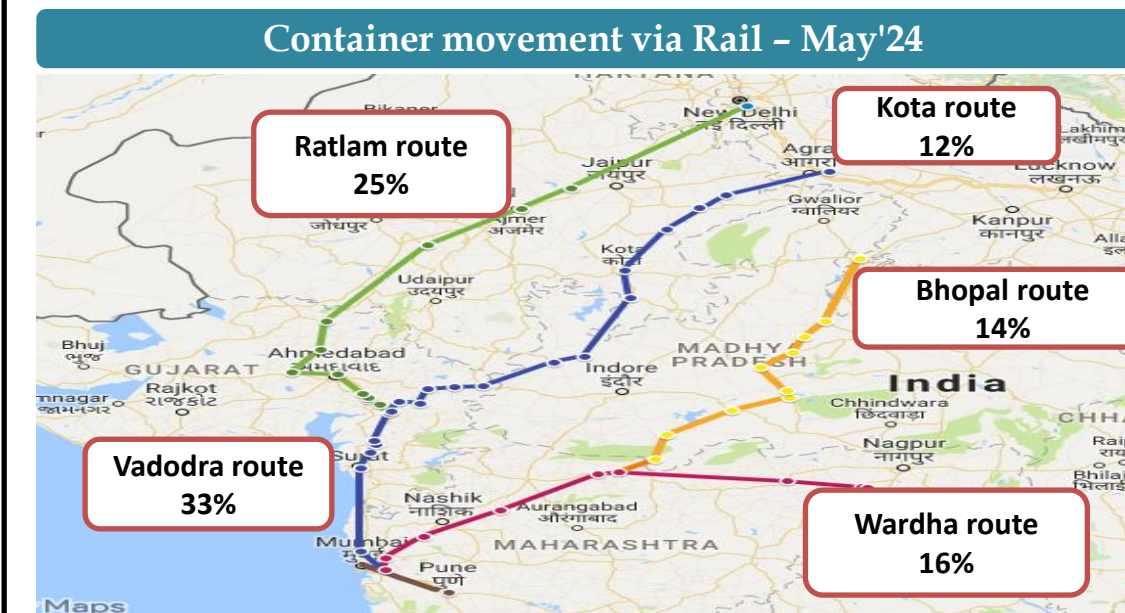 Container movement via Rail – May'24
HARYANA
Bikaner
New Delhi
नई दिल्ली
Kota route
12%
Ratlam route
25%
Jaipur
जयपुर
Agra
आगरा
Lucknow
लखनऊ
Gwalior
ग्वालियर
Kanpur
कानपुर
जोधपुर
अजमेर
Kota
कोटा
Udaipur
उदयपुर
Bhopal route
14%
Bhuj
ભુજ
GUJARAT
Ahmedabad
અમદાવાદ
Rajkot
રાજકોટ
MADHYA
PRADESH
Indore
इंदौर
India
Chhindwara
छिंदवाड़ा
Nagpur
नागपुर
Vadodra route
33%
Surat
Nashik
नाशिक
Aurangabad
औरंगाबाद
Wardha route
16%
MAHARASHTRA
Mumbai
Pune
पुणे
Maps